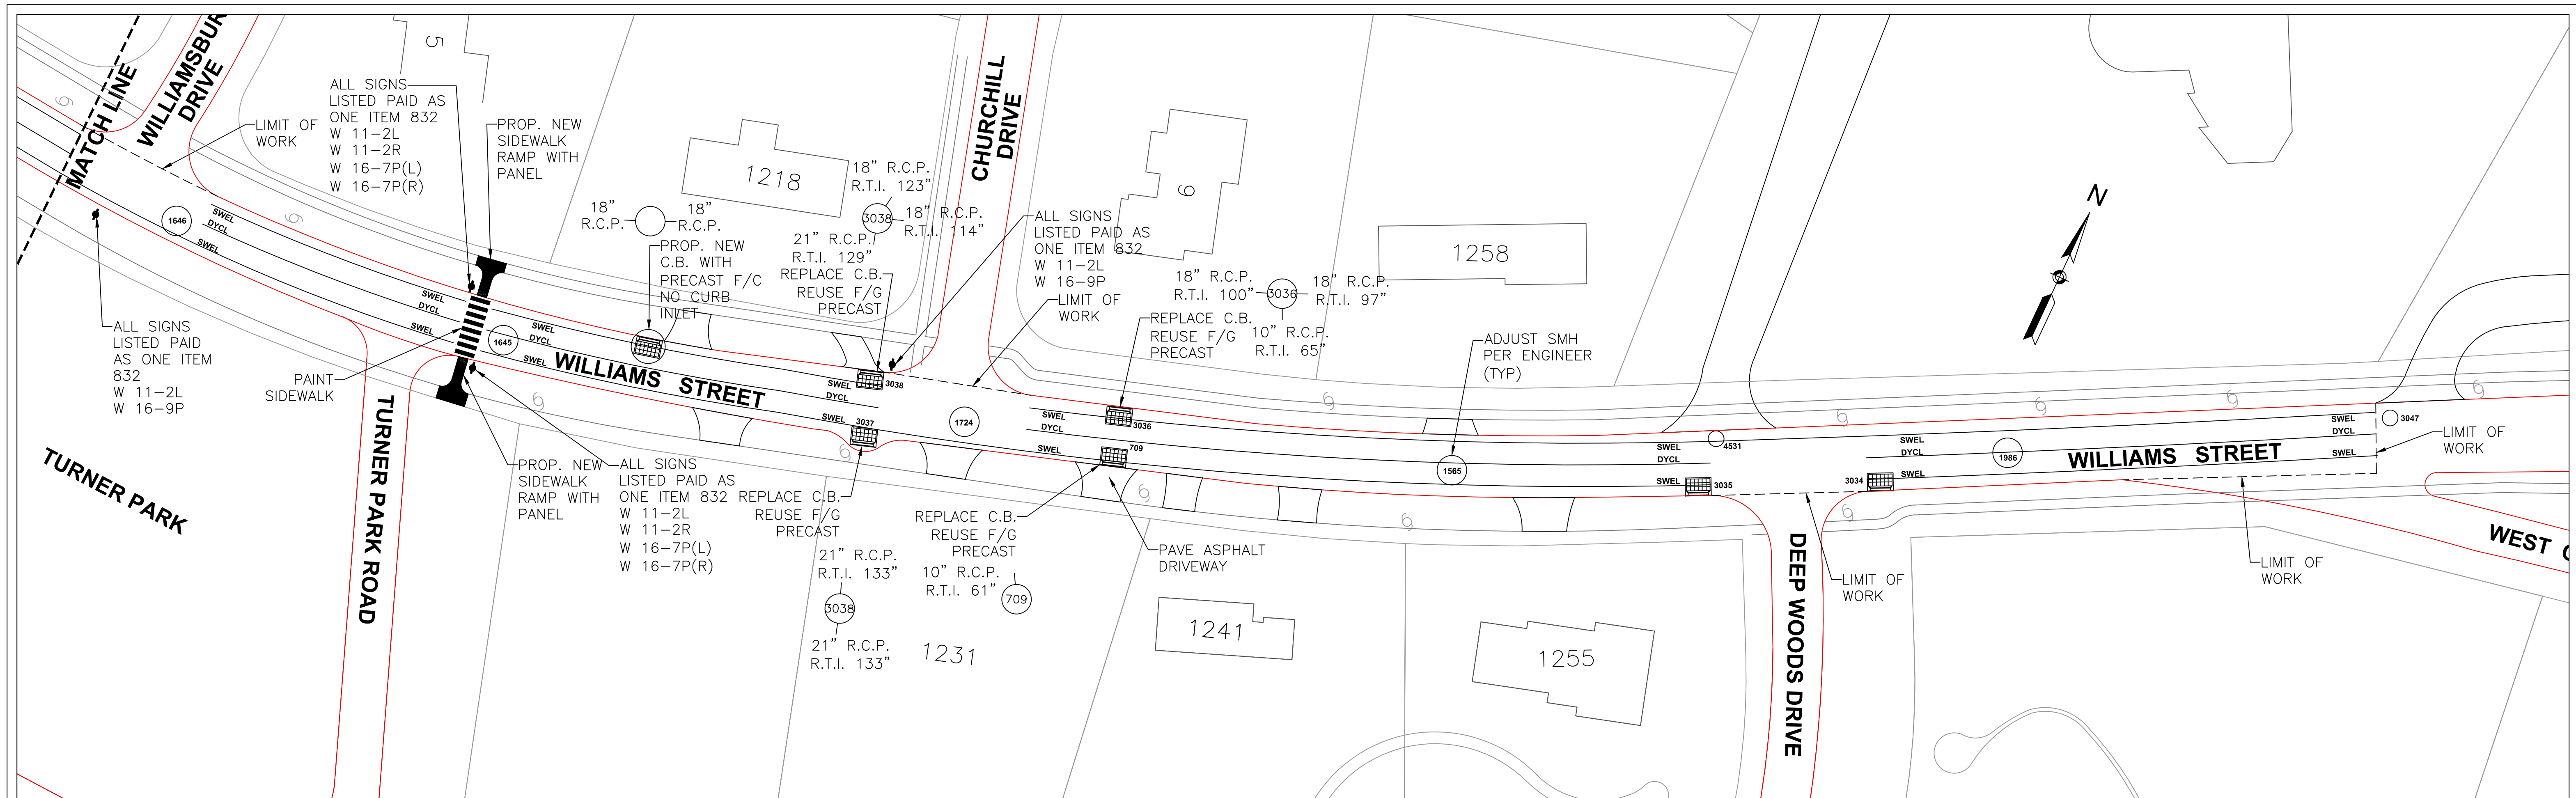 MATCH LINE
WILLIAMSBUR
DRIVE
5
LIMIT OF
WORK
ALL SIGNS
LISTED PAID AS
ONE ITEM 832
W 11-2L
W 11-2R
W 16-7P(L)
W 16-7P(R)
PROP. NEW
SIDEWALK
RAMP WITH
PANEL
1218
18"
R.C.P.
18"
R.C.P.
PROP. NEW
C.B. WITH
PRECAST F/C
NO CURB
INLET
18" R.C.P.
R.T.I. 123"
3038
18" R.C.P.
R.T.I. 114"
21" R.C.P.
R.T.I. 129"
REPLACE C.B.
REUSE F/G
PRECAST
CHURCHILL
DRIVE
ALL SIGNS
LISTED PAID AS
ONE ITEM 832
W 11-2L
W 16-9P
LIMIT OF
WORK
9
18" R.C.P.
R.T.I. 100"
3036
18" R.C.P.
R.T.I. 97"
10" R.C.P.
R.T.I. 65"
REPLACE C.B.
REUSE F/G
PRECAST
1258
ADJUST SMH
PER ENGINEER
(TYP)
N
1646
SWEL
DYCL
SWEL
SWEL
DYCL
SWEL
1645
SWEL
DYCL
SWEL
WILLIAMS STREET
SWEL
DYCL
SWEL
3038
3037
1724
SWEL
DYCL
SWEL
3036
709
1565
SWEL
DYCL
SWEL
4531
3035
3034
SWEL
DYCL
SWEL
1986
WILLIAMS STREET
SWEL
DYCL
SWEL
3047
LIMIT OF
WORK
ALL SIGNS
LISTED PAID
AS ONE ITEM
832
W 11-2L
W 16-9P
PAINT
SIDEWALK
TURNER PARK
TURNER PARK ROAD
PROP. NEW
SIDEWALK
RAMP WITH
PANEL
ALL SIGNS
LISTED PAID AS
ONE ITEM 832
W 11-2L
W 11-2R
W 16-7P(L)
W 16-7P(R)
REPLACE C.B.
REUSE F/G
PRECAST
21" R.C.P.
R.T.I. 133"
3038
21" R.C.P.
R.T.I. 133"
1231
REPLACE C.B.
REUSE F/G
PRECAST
10" R.C.P.
R.T.I. 61"
709
PAVE ASPHALT
DRIVEWAY
1241
1255
DEEP WOODS DRIVE
LIMIT OF
WORK
LIMIT OF
WORK
WEST